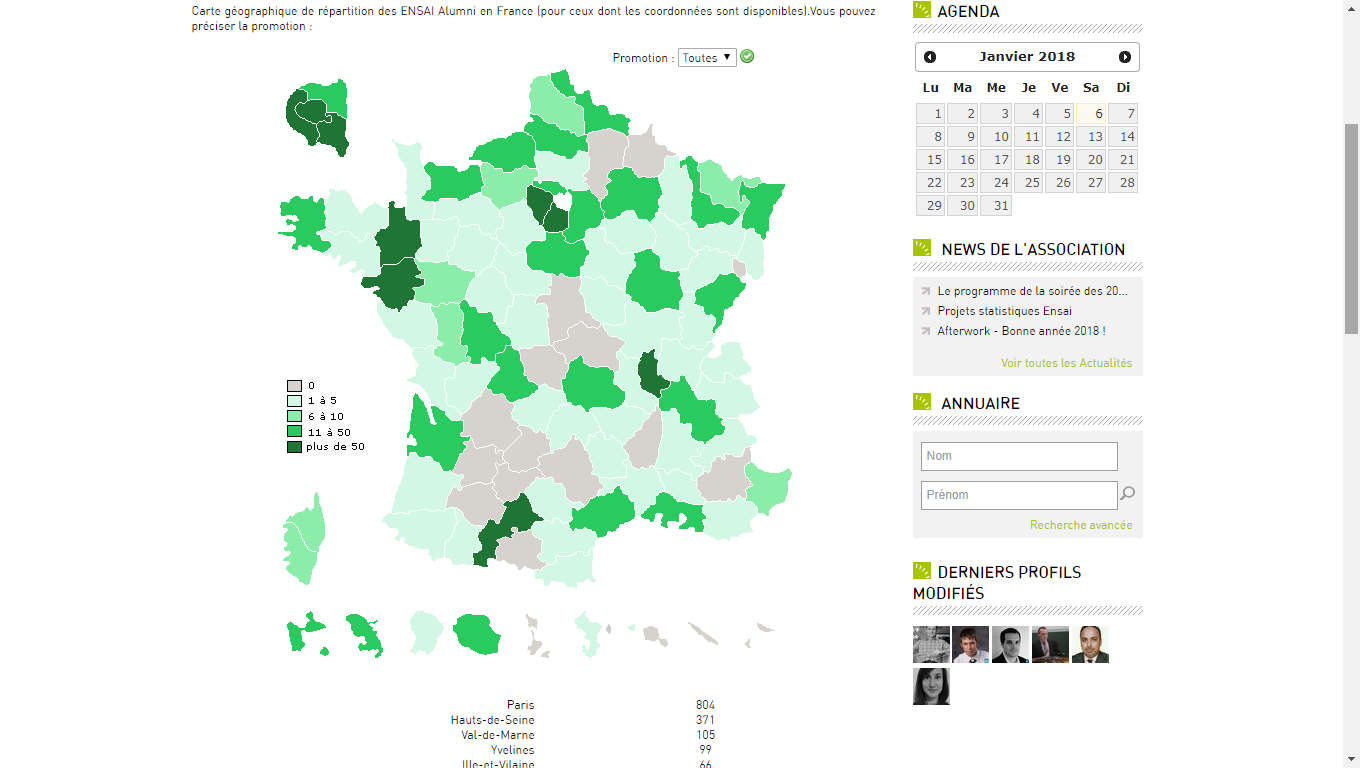 Carte géographique de répartition des ENSAI Alumni en France (pour ceux dont les coordonnées sont disponibles).Vous pouvez
préciser la promotion :
Promotion : Toutes
0
1 à 5
6 à 10
11 à 50
plus de 50
Paris 804
Hauts-de-Seine 371
Val-de-Marne 105
Yvelines 99
Ille-et-Vilaine 66
AGENDA
Janvier 2018
Lu Ma Me Je Ve Sa Di
1 2 3 4 5 6 7
8 9 10 11 12 13 14
15 16 17 18 19 20 21
22 23 24 25 26 27 28
29 30 31
NEWS DE L'ASSOCIATION
Le programme de la soirée des 20...
Projets statistiques Ensai
Afterwork - Bonne année 2018 !
Voir toutes les Actualités
ANNUAIRE
Nom
Prénom
Recherche avancée
DERNIERS PROFILS
MODIFIÉS